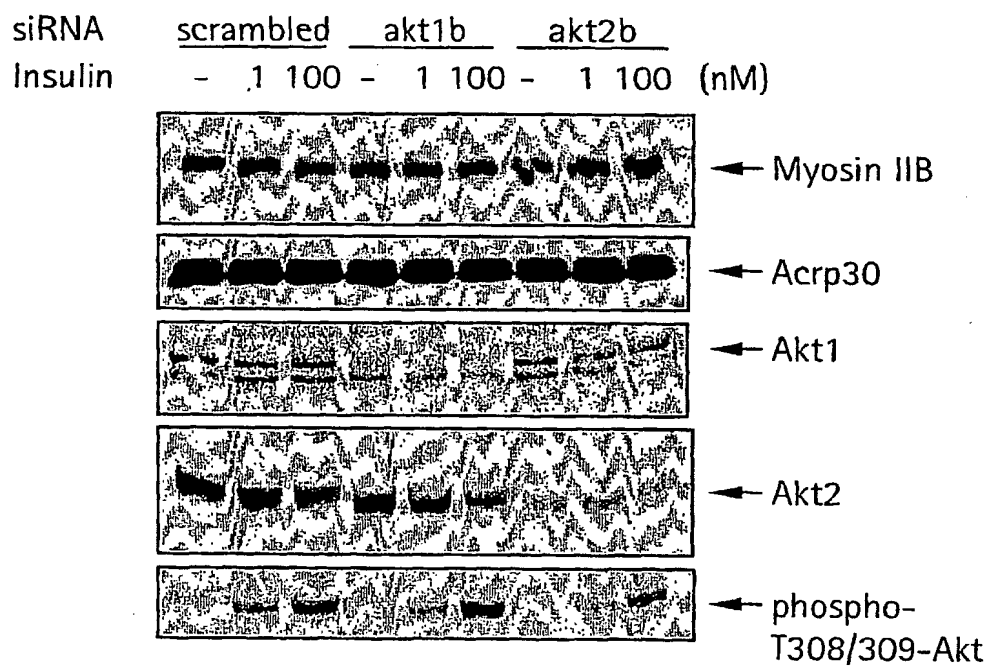 siRNA scrambled akt1b akt2b
Insulin - 1 100 - 1 100 - 1 100 (nM)
Myosin IIB
Acrp30
Akt1
Akt2
phospho-
T308/309-Akt